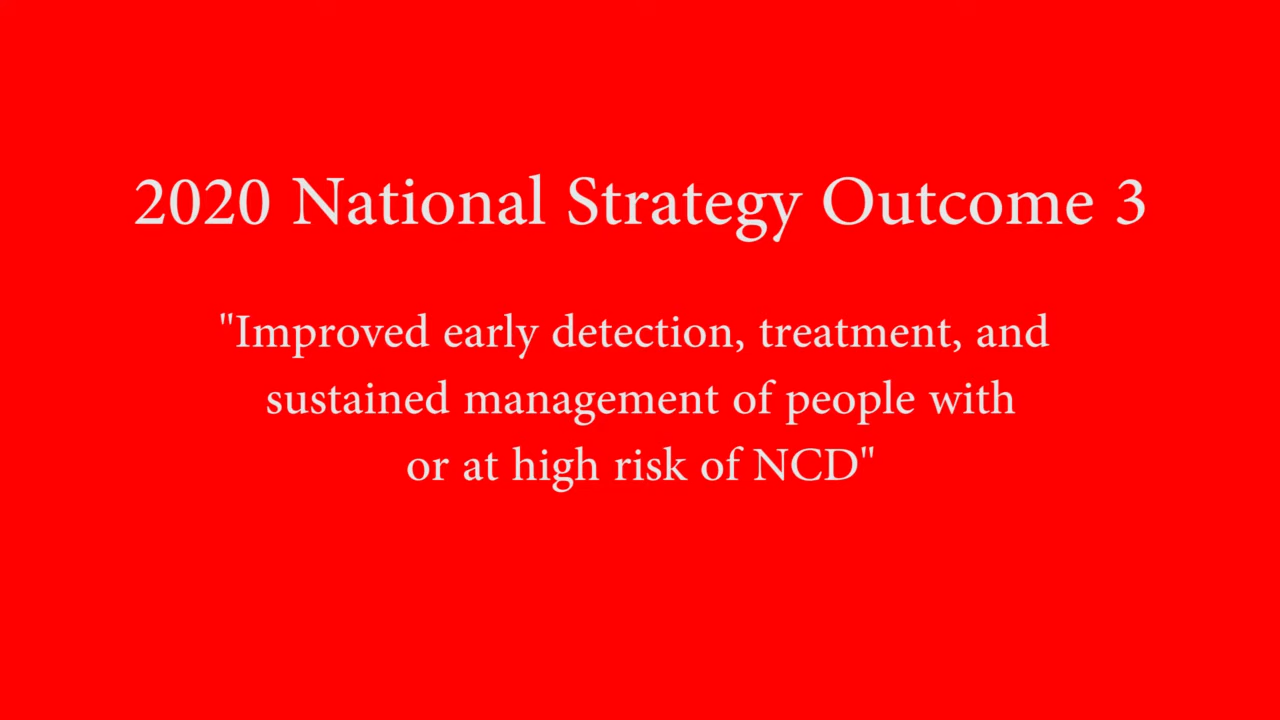 2020 National Strategy Outcome 3
"Improved early detection, treatment, and
sustained management of people with
or at high risk of NCD"